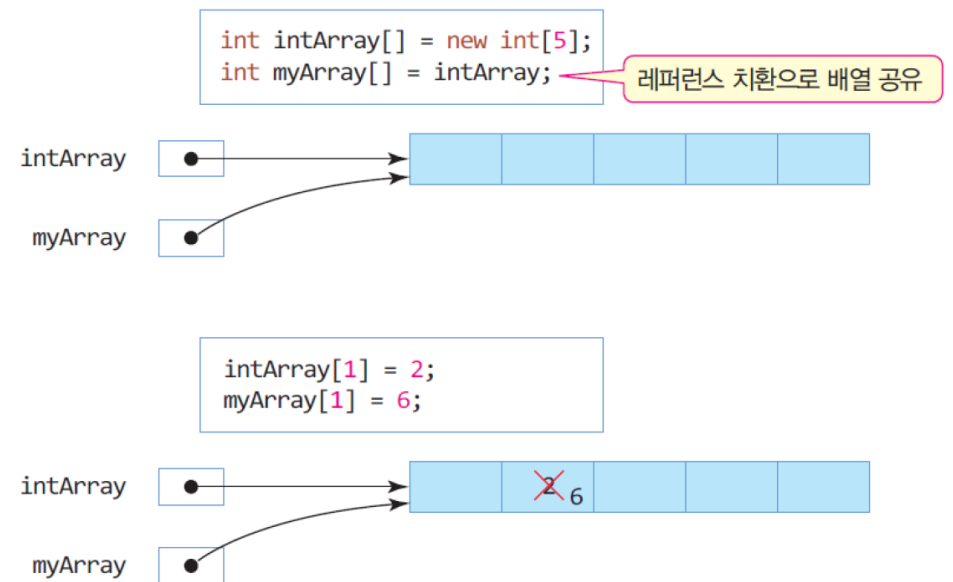 int intArray[] = new int[5];
int myArray[] = intArray;
레퍼런스 치환으로 배열 공유
intArray
myArray
intArray[1] = 2;
myArray[1] = 6;
intArray
2 6
myArray